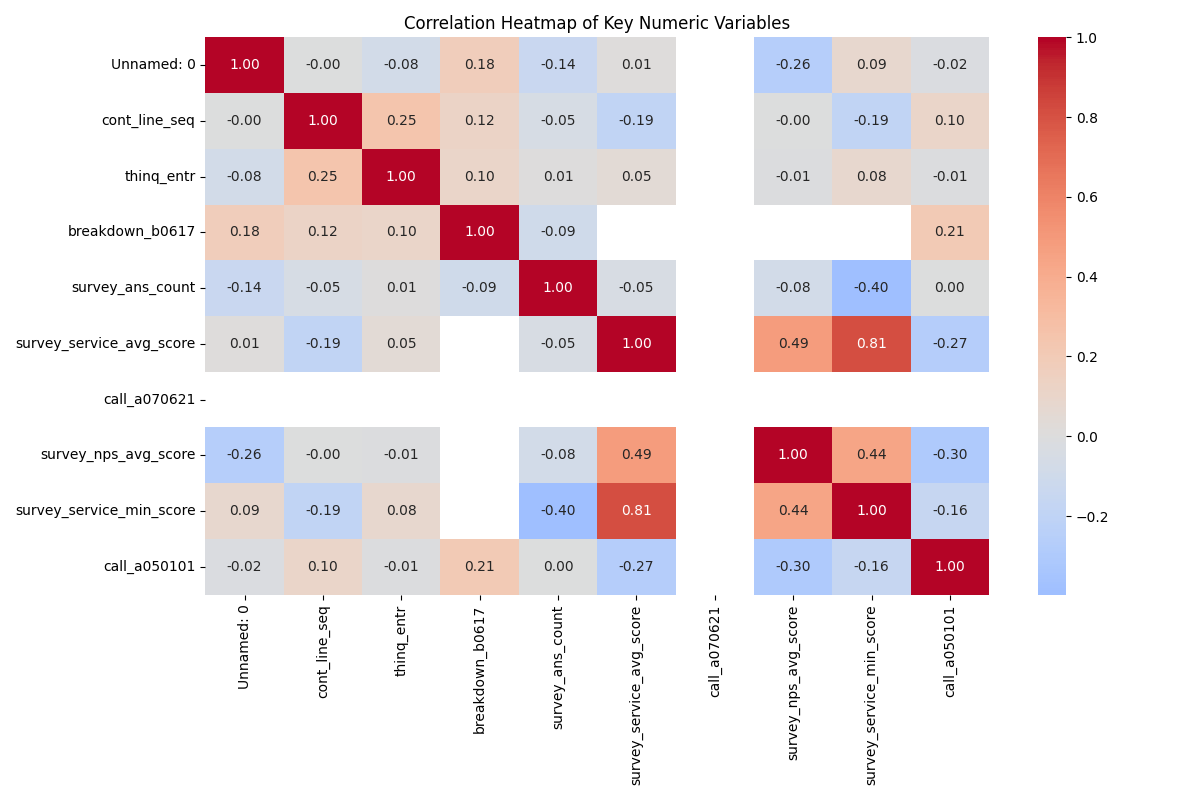 Correlation Heatmap of Key Numeric Variables
Unnamed: 0 1.00 -0.00 -0.08 0.18 -0.14 0.01 -0.26 0.09 -0.02
cont_line_seq -0.00 1.00 0.25 0.12 -0.05 -0.19 -0.00 -0.19 0.10
thinq_entr -0.08 0.25 1.00 0.10 0.01 0.05 -0.01 0.08 -0.01
breakdown_b0617 0.18 0.12 0.10 1.00 -0.09 0.21
survey_ans_count -0.14 -0.05 0.01 -0.09 1.00 -0.05 -0.08 -0.40 0.00
survey_service_avg_score 0.01 -0.19 0.05 -0.05 1.00 0.49 0.81 -0.27
call_a070621
survey_nps_avg_score -0.26 -0.00 -0.01 -0.08 0.49 1.00 0.44 -0.30
survey_service_min_score 0.09 -0.19 0.08 -0.40 0.81 0.44 1.00 -0.16
call_a050101 -0.02 0.10 -0.01 0.21 0.00 -0.27 -0.30 -0.16 1.00
Unnamed: 0
cont_line_seq
thinq_entr
breakdown_b0617
survey_ans_count
survey_service_avg_score
call_a070621
survey_nps_avg_score
survey_service_min_score
call_a050101
1.0
0.8
0.6
0.4
0.2
0.0
−0.2